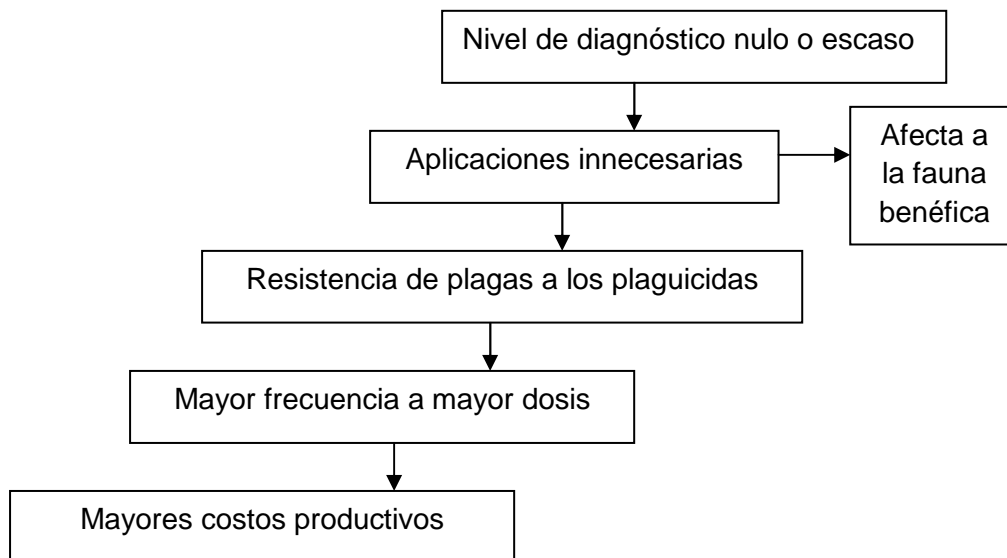 Nivel de diagnóstico nulo o escaso
Aplicaciones innecesarias
Afecta a
la fauna
benéfica
Resistencia de plagas a los plaguicidas
Mayor frecuencia a mayor dosis
Mayores costos productivos